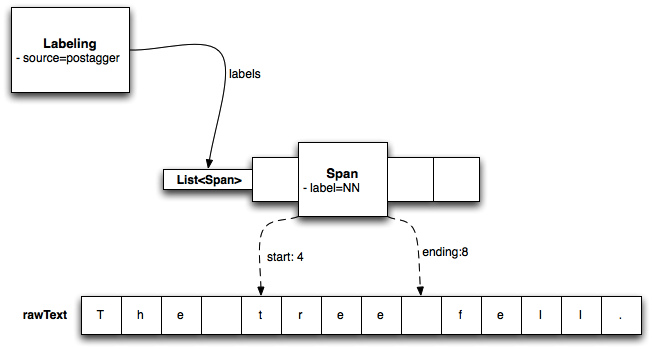 Labeling
- source=postagger
labels
List<Span>
Span
- label=NN
start: 4
ending:8
rawText T h e t r e e f e l l .